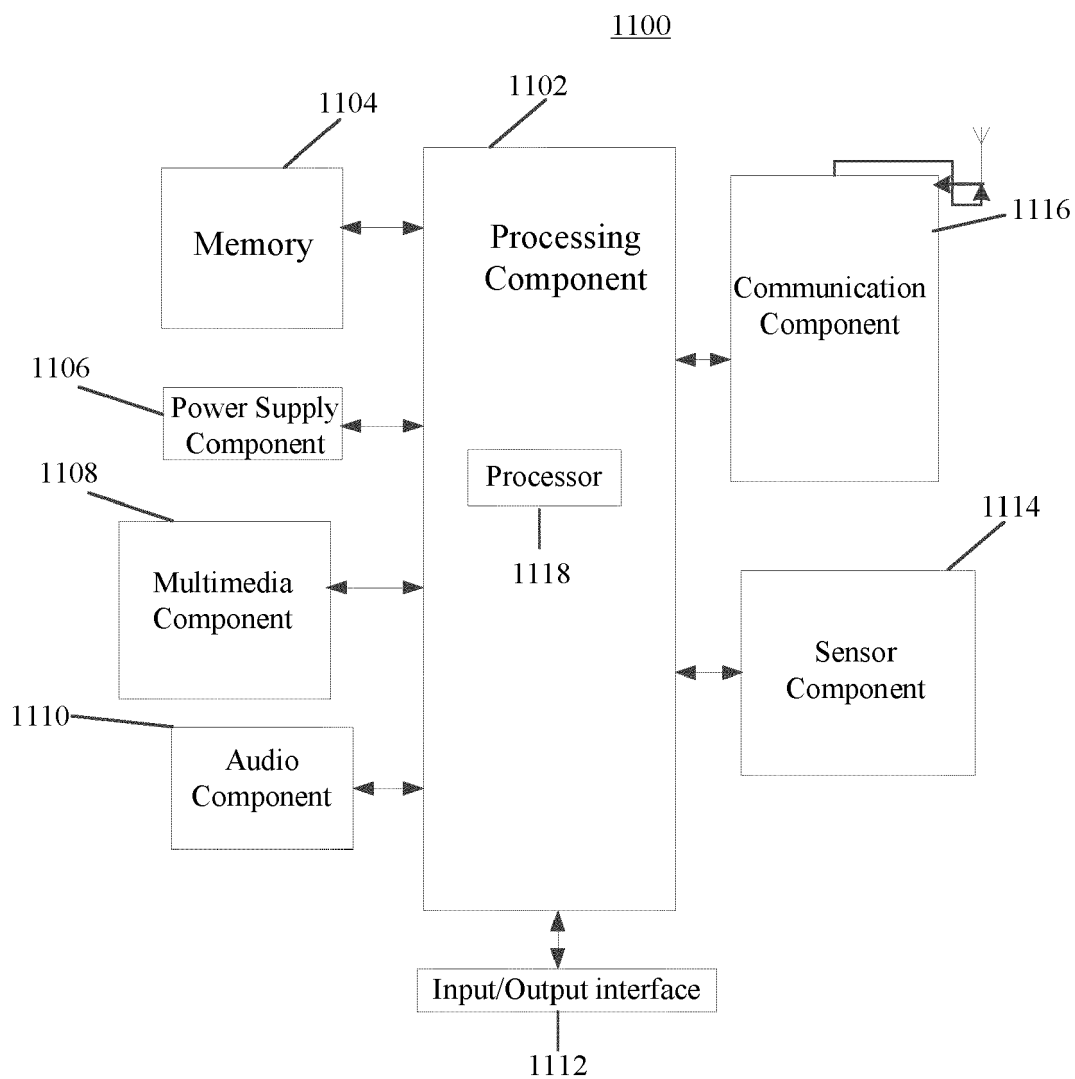 1100
1102
1104
Memory
Processing
Component
1116
Communication
Component
1106
Power Supply
Component
1108
Processor
1118
Multimedia
Component
1114
Sensor
Component
1110
Audio
Component
Input/Output interface
1112